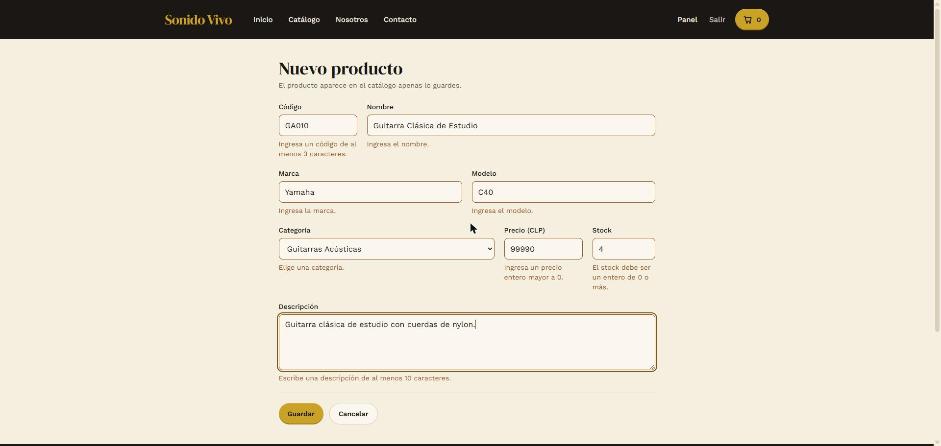 Sonido Vivo Inicio Catálogo Nosotros Contacto Panel Salir 0
Nuevo producto
El producto aparece en el catálogo apenas lo guardes.
Código Nombre
GA010 Guitarra Clásica de Estudio
Ingresa un código de al Ingresa el nombre.
menos 3 caracteres.
Marca Modelo
Yamaha C40
Ingresa la marca. Ingresa el modelo.
Categoría Precio (CLP) Stock
Guitarras Acústicas 99990 4
Elige una categoría. Ingresa un precio El stock debe ser
entero mayor a 0. un entero de 0 o
más.
Descripción
Guitarra clásica de estudio con cuerdas de nylon.
Escribe una descripción de al menos 10 caracteres.
Guardar Cancelar